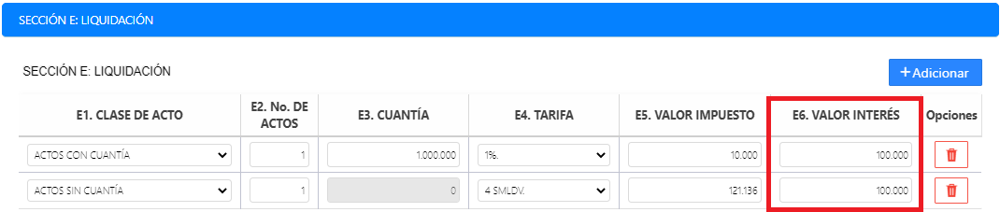 SECCIÓN E: LIQUIDACIÓN
SECCIÓN E: LIQUIDACIÓN
+Adicionar
E1. CLASE DE ACTO E2. No. DE ACTOS E3. CUANTÍA E4. TARIFA E5. VALOR IMPUESTO E6. VALOR INTERÉS Opciones
ACTOS CON CUANTÍA 1 1.000.000 1%. 10.000 100.000
ACTOS SIN CUANTÍA 1 0 4 SMLDV. 121.136 100.000